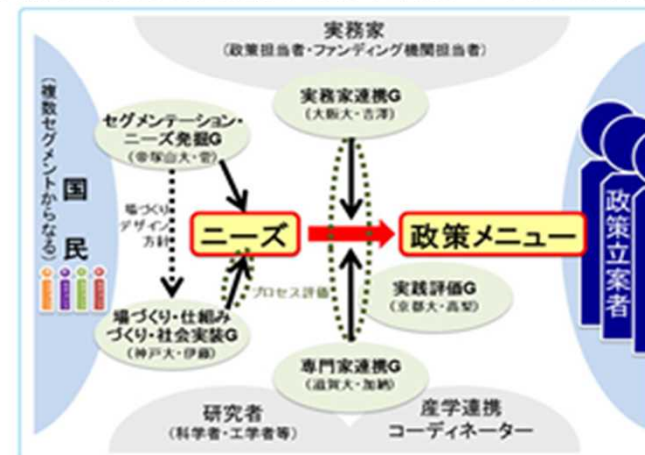 実務家
(政策担当者・ファンディング機関担当者)
実務家連携G
(大阪大・吉澤)
(複数セグメントからなる)
国民
セグメンテーション・
ニーズ発掘G
(帝塚山大・菅)
場づくり
デザイン
方針
ニーズ
政策メニュー
政策立案者
プロセス評価
実践評価G
(京都大・高梨)
場づくり・仕組み
づくり・社会実装G
(神戸大・伊藤)
専門家連携G
(滋賀大・加納)
研究者
(科学者・工学者等)
産学連携
コーディネーター